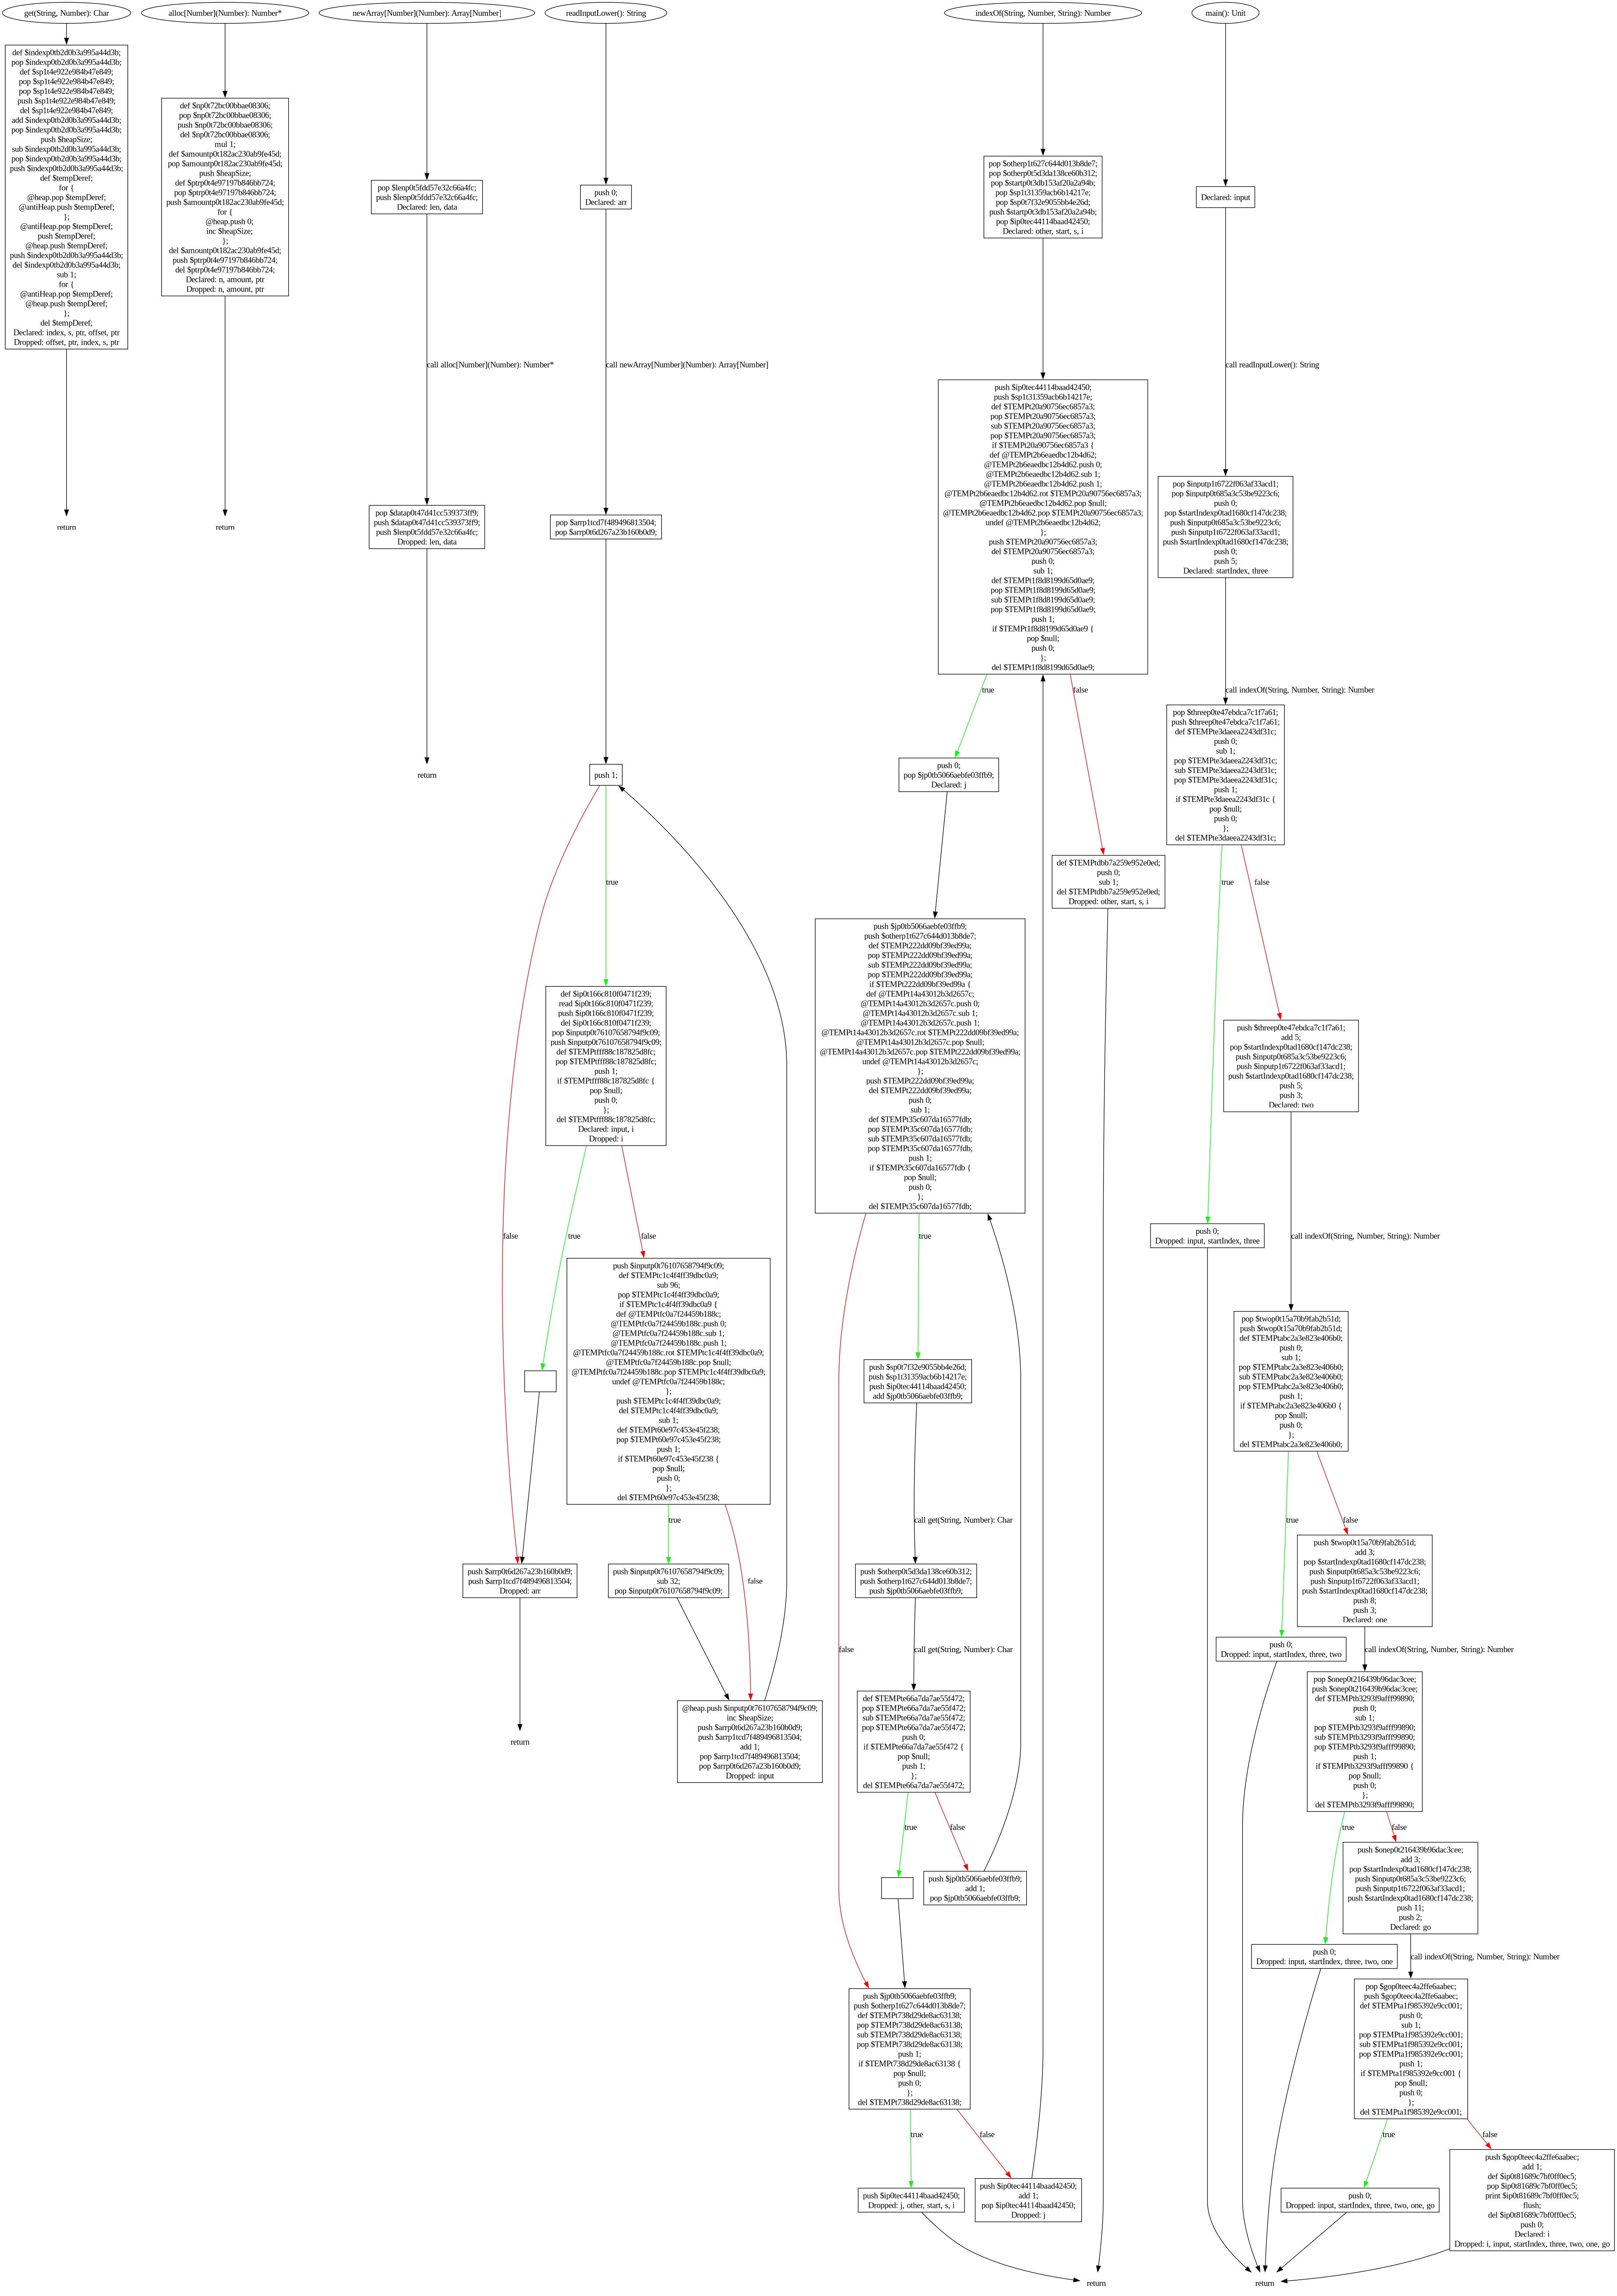 get(String, Number): Char
def $indexp0tb2d0b3a995a44d3b;
pop $indexp0tb2d0b3a995a44d3b;
def $sp1t4e922e984b47e849;
pop $sp1t4e922e984b47e849;
pop $sp1t4e922e984b47e849;
push $sp1t4e922e984b47e849;
del $sp1t4e922e984b47e849;
add $indexp0tb2d0b3a995a44d3b;
pop $indexp0tb2d0b3a995a44d3b;
push $heapSize;
sub $indexp0tb2d0b3a995a44d3b;
pop $indexp0tb2d0b3a995a44d3b;
push $indexp0tb2d0b3a995a44d3b;
def $tempDeref;
for {
@heap.pop $tempDeref;
@antiHeap.push $tempDeref;
};
@antiHeap.pop $tempDeref;
push $tempDeref;
@heap.push $tempDeref;
push $indexp0tb2d0b3a995a44d3b;
del $indexp0tb2d0b3a995a44d3b;
sub 1;
for {
@antiHeap.pop $tempDeref;
@heap.push $tempDeref;
};
del $tempDeref;
Declared: index, s, ptr, offset, ptr
Dropped: offset, ptr, index, s, ptr
return
alloc[Number](Number): Number*
def $np0t72bc00bbae08306;
pop $np0t72bc00bbae08306;
push $np0t72bc00bbae08306;
del $np0t72bc00bbae08306;
mul 1;
def $amountp0t182ac230ab9fe45d;
pop $amountp0t182ac230ab9fe45d;
push $heapSize;
def $ptrp0t4e97197b846bb724;
pop $ptrp0t4e97197b846bb724;
push $amountp0t182ac230ab9fe45d;
for {
@heap.push 0;
inc $heapSize;
};
del $amountp0t182ac230ab9fe45d;
push $ptrp0t4e97197b846bb724;
del $ptrp0t4e97197b846bb724;
Declared: n, amount, ptr
Dropped: n, amount, ptr
return
newArray[Number](Number): Array[Number]
pop $lenp0t5fdd57e32c66a4fc;
push $lenp0t5fdd57e32c66a4fc;
Declared: len, data
call alloc[Number](Number): Number*
pop $datap0t47d41cc539373ff9;
push $datap0t47d41cc539373ff9;
push $lenp0t5fdd57e32c66a4fc;
Dropped: len, data
return
readInputLower(): String
push 0;
Declared: arr
call newArray[Number](Number): Array[Number]
pop $arrp1tcd7f489496813504;
pop $arrp0t6d267a23b160b0d9;
push 1;
true
false
def $ip0t166c810f0471f239;
read $ip0t166c810f0471f239;
push $ip0t166c810f0471f239;
del $ip0t166c810f0471f239;
pop $inputp0t76107658794f9c09;
push $inputp0t76107658794f9c09;
def $TEMPtfff88c187825d8fc;
pop $TEMPtfff88c187825d8fc;
push 1;
if $TEMPtfff88c187825d8fc {
pop $null;
push 0;
};
del $TEMPtfff88c187825d8fc;
Declared: input, i
Dropped: i
true
false
push $inputp0t76107658794f9c09;
def $TEMPtc1c4f4ff39dbc0a9;
sub 96;
pop $TEMPtc1c4f4ff39dbc0a9;
if $TEMPtc1c4f4ff39dbc0a9 {
def @TEMPtfc0a7f24459b188c;
@TEMPtfc0a7f24459b188c.push 0;
@TEMPtfc0a7f24459b188c.sub 1;
@TEMPtfc0a7f24459b188c.push 1;
@TEMPtfc0a7f24459b188c.rot $TEMPtc1c4f4ff39dbc0a9;
@TEMPtfc0a7f24459b188c.pop $null;
@TEMPtfc0a7f24459b188c.pop $TEMPtc1c4f4ff39dbc0a9;
undef @TEMPtfc0a7f24459b188c;
};
push $TEMPtc1c4f4ff39dbc0a9;
del $TEMPtc1c4f4ff39dbc0a9;
sub 1;
def $TEMPt60e97c453e45f238;
pop $TEMPt60e97c453e45f238;
push 1;
if $TEMPt60e97c453e45f238 {
pop $null;
push 0;
};
del $TEMPt60e97c453e45f238;
true
false
push $arrp0t6d267a23b160b0d9;
push $arrp1tcd7f489496813504;
Dropped: arr
return
push $inputp0t76107658794f9c09;
sub 32;
pop $inputp0t76107658794f9c09;
@heap.push $inputp0t76107658794f9c09;
inc $heapSize;
push $arrp0t6d267a23b160b0d9;
push $arrp1tcd7f489496813504;
add 1;
pop $arrp1tcd7f489496813504;
pop $arrp0t6d267a23b160b0d9;
Dropped: input
indexOf(String, Number, String): Number
pop $otherp1t627c644d013b8de7;
pop $otherp0t5d3da138ce60b312;
pop $startp0t3db153af20a2a94b;
pop $sp1t31359acb6b14217e;
pop $sp0t7f32e9055bb4e26d;
push $startp0t3db153af20a2a94b;
pop $ip0tec44114baad42450;
Declared: other, start, s, i
push $ip0tec44114baad42450;
push $sp1t31359acb6b14217e;
def $TEMPt20a90756ec6857a3;
pop $TEMPt20a90756ec6857a3;
sub $TEMPt20a90756ec6857a3;
pop $TEMPt20a90756ec6857a3;
if $TEMPt20a90756ec6857a3 {
def @TEMPt2b6eaedbc12b4d62;
@TEMPt2b6eaedbc12b4d62.push 0;
@TEMPt2b6eaedbc12b4d62.sub 1;
@TEMPt2b6eaedbc12b4d62.push 1;
@TEMPt2b6eaedbc12b4d62.rot $TEMPt20a90756ec6857a3;
@TEMPt2b6eaedbc12b4d62.pop $null;
@TEMPt2b6eaedbc12b4d62.pop $TEMPt20a90756ec6857a3;
undef @TEMPt2b6eaedbc12b4d62;
};
push $TEMPt20a90756ec6857a3;
del $TEMPt20a90756ec6857a3;
push 0;
sub 1;
def $TEMPt1f8d8199d65d0ae9;
pop $TEMPt1f8d8199d65d0ae9;
sub $TEMPt1f8d8199d65d0ae9;
pop $TEMPt1f8d8199d65d0ae9;
push 1;
if $TEMPt1f8d8199d65d0ae9 {
pop $null;
push 0;
};
del $TEMPt1f8d8199d65d0ae9;
true
false
push 0;
pop $jp0tb5066aebfe03ffb9;
Declared: j
def $TEMPtdbb7a259e952e0ed;
push 0;
sub 1;
del $TEMPtdbb7a259e952e0ed;
Dropped: other, start, s, i
push $jp0tb5066aebfe03ffb9;
push $otherp1t627c644d013b8de7;
def $TEMPt222dd09bf39ed99a;
pop $TEMPt222dd09bf39ed99a;
sub $TEMPt222dd09bf39ed99a;
pop $TEMPt222dd09bf39ed99a;
if $TEMPt222dd09bf39ed99a {
def @TEMPt14a43012b3d2657c;
@TEMPt14a43012b3d2657c.push 0;
@TEMPt14a43012b3d2657c.sub 1;
@TEMPt14a43012b3d2657c.push 1;
@TEMPt14a43012b3d2657c.rot $TEMPt222dd09bf39ed99a;
@TEMPt14a43012b3d2657c.pop $null;
@TEMPt14a43012b3d2657c.pop $TEMPt222dd09bf39ed99a;
undef @TEMPt14a43012b3d2657c;
};
push $TEMPt222dd09bf39ed99a;
del $TEMPt222dd09bf39ed99a;
push 0;
sub 1;
def $TEMPt35c607da16577fdb;
pop $TEMPt35c607da16577fdb;
sub $TEMPt35c607da16577fdb;
pop $TEMPt35c607da16577fdb;
push 1;
if $TEMPt35c607da16577fdb {
pop $null;
push 0;
};
del $TEMPt35c607da16577fdb;
true
false
push $sp0t7f32e9055bb4e26d;
push $sp1t31359acb6b14217e;
push $ip0tec44114baad42450;
add $jp0tb5066aebfe03ffb9;
call get(String, Number): Char
push $otherp0t5d3da138ce60b312;
push $otherp1t627c644d013b8de7;
push $jp0tb5066aebfe03ffb9;
call get(String, Number): Char
def $TEMPte66a7da7ae55f472;
pop $TEMPte66a7da7ae55f472;
sub $TEMPte66a7da7ae55f472;
pop $TEMPte66a7da7ae55f472;
push 0;
if $TEMPte66a7da7ae55f472 {
pop $null;
push 1;
};
del $TEMPte66a7da7ae55f472;
true
false
push $jp0tb5066aebfe03ffb9;
add 1;
pop $jp0tb5066aebfe03ffb9;
push $jp0tb5066aebfe03ffb9;
push $otherp1t627c644d013b8de7;
def $TEMPt738d29de8ac63138;
pop $TEMPt738d29de8ac63138;
sub $TEMPt738d29de8ac63138;
pop $TEMPt738d29de8ac63138;
push 1;
if $TEMPt738d29de8ac63138 {
pop $null;
push 0;
};
del $TEMPt738d29de8ac63138;
true
false
push $ip0tec44114baad42450;
Dropped: j, other, start, s, i
push $ip0tec44114baad42450;
add 1;
pop $ip0tec44114baad42450;
Dropped: j
return
main(): Unit
Declared: input
call readInputLower(): String
pop $inputp1t6722f063af33acd1;
pop $inputp0t685a3c53be9223c6;
push 0;
pop $startIndexp0tad1680cf147dc238;
push $inputp0t685a3c53be9223c6;
push $inputp1t6722f063af33acd1;
push $startIndexp0tad1680cf147dc238;
push 0;
push 5;
Declared: startIndex, three
call indexOf(String, Number, String): Number
pop $threep0te47ebdca7c1f7a61;
push $threep0te47ebdca7c1f7a61;
def $TEMPte3daeea2243df31c;
push 0;
sub 1;
pop $TEMPte3daeea2243df31c;
sub $TEMPte3daeea2243df31c;
pop $TEMPte3daeea2243df31c;
push 1;
if $TEMPte3daeea2243df31c {
pop $null;
push 0;
};
del $TEMPte3daeea2243df31c;
true
false
push 0;
Dropped: input, startIndex, three
push $threep0te47ebdca7c1f7a61;
add 5;
pop $startIndexp0tad1680cf147dc238;
push $inputp0t685a3c53be9223c6;
push $inputp1t6722f063af33acd1;
push $startIndexp0tad1680cf147dc238;
push 5;
push 3;
Declared: two
call indexOf(String, Number, String): Number
pop $twop0t15a70b9fab2b51d;
push $twop0t15a70b9fab2b51d;
def $TEMPtabc2a3e823e406b0;
push 0;
sub 1;
pop $TEMPtabc2a3e823e406b0;
sub $TEMPtabc2a3e823e406b0;
pop $TEMPtabc2a3e823e406b0;
push 1;
if $TEMPtabc2a3e823e406b0 {
pop $null;
push 0;
};
del $TEMPtabc2a3e823e406b0;
true
false
push 0;
Dropped: input, startIndex, three, two
push $twop0t15a70b9fab2b51d;
add 3;
pop $startIndexp0tad1680cf147dc238;
push $inputp0t685a3c53be9223c6;
push $inputp1t6722f063af33acd1;
push $startIndexp0tad1680cf147dc238;
push 8;
push 3;
Declared: one
call indexOf(String, Number, String): Number
pop $onep0t216439b96dac3cee;
push $onep0t216439b96dac3cee;
def $TEMPtb3293f9afff99890;
push 0;
sub 1;
pop $TEMPtb3293f9afff99890;
sub $TEMPtb3293f9afff99890;
pop $TEMPtb3293f9afff99890;
push 1;
if $TEMPtb3293f9afff99890 {
pop $null;
push 0;
};
del $TEMPtb3293f9afff99890;
true
false
push 0;
Dropped: input, startIndex, three, two, one
push $onep0t216439b96dac3cee;
add 3;
pop $startIndexp0tad1680cf147dc238;
push $inputp0t685a3c53be9223c6;
push $inputp1t6722f063af33acd1;
push $startIndexp0tad1680cf147dc238;
push 11;
push 2;
Declared: go
call indexOf(String, Number, String): Number
pop $gop0teec4a2ffe6aabec;
push $gop0teec4a2ffe6aabec;
def $TEMPta1f985392e9cc001;
push 0;
sub 1;
pop $TEMPta1f985392e9cc001;
sub $TEMPta1f985392e9cc001;
pop $TEMPta1f985392e9cc001;
push 1;
if $TEMPta1f985392e9cc001 {
pop $null;
push 0;
};
del $TEMPta1f985392e9cc001;
true
false
push 0;
Dropped: input, startIndex, three, two, one, go
push $gop0teec4a2ffe6aabec;
add 1;
def $ip0t81689c7bf0ff0ec5;
pop $ip0t81689c7bf0ff0ec5;
print $ip0t81689c7bf0ff0ec5;
flush;
del $ip0t81689c7bf0ff0ec5;
push 0;
Declared: i
Dropped: i, input, startIndex, three, two, one, go
return